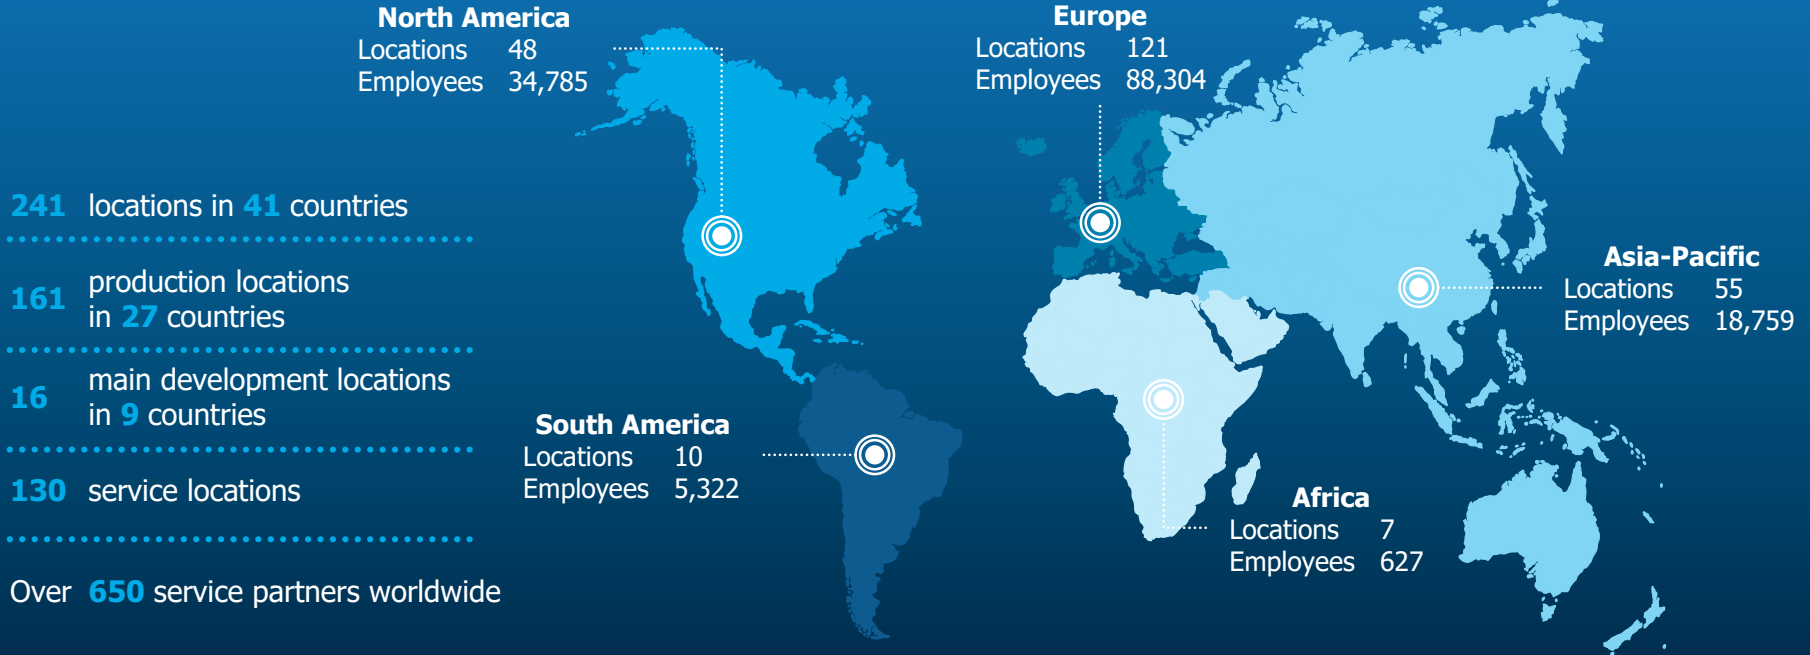 North America
Locations 48
Employees 34,785
Europe
Locations 121
Employees 88,304
241 locations in 41 countries
161 production locations
in 27 countries
16 main development locations
in 9 countries
130 service locations
Over 650 service partners worldwide
Asia-Pacific
Locations 55
Employees 18,759
South America
Locations 10
Employees 5,322
Africa
Locations 7
Employees 627